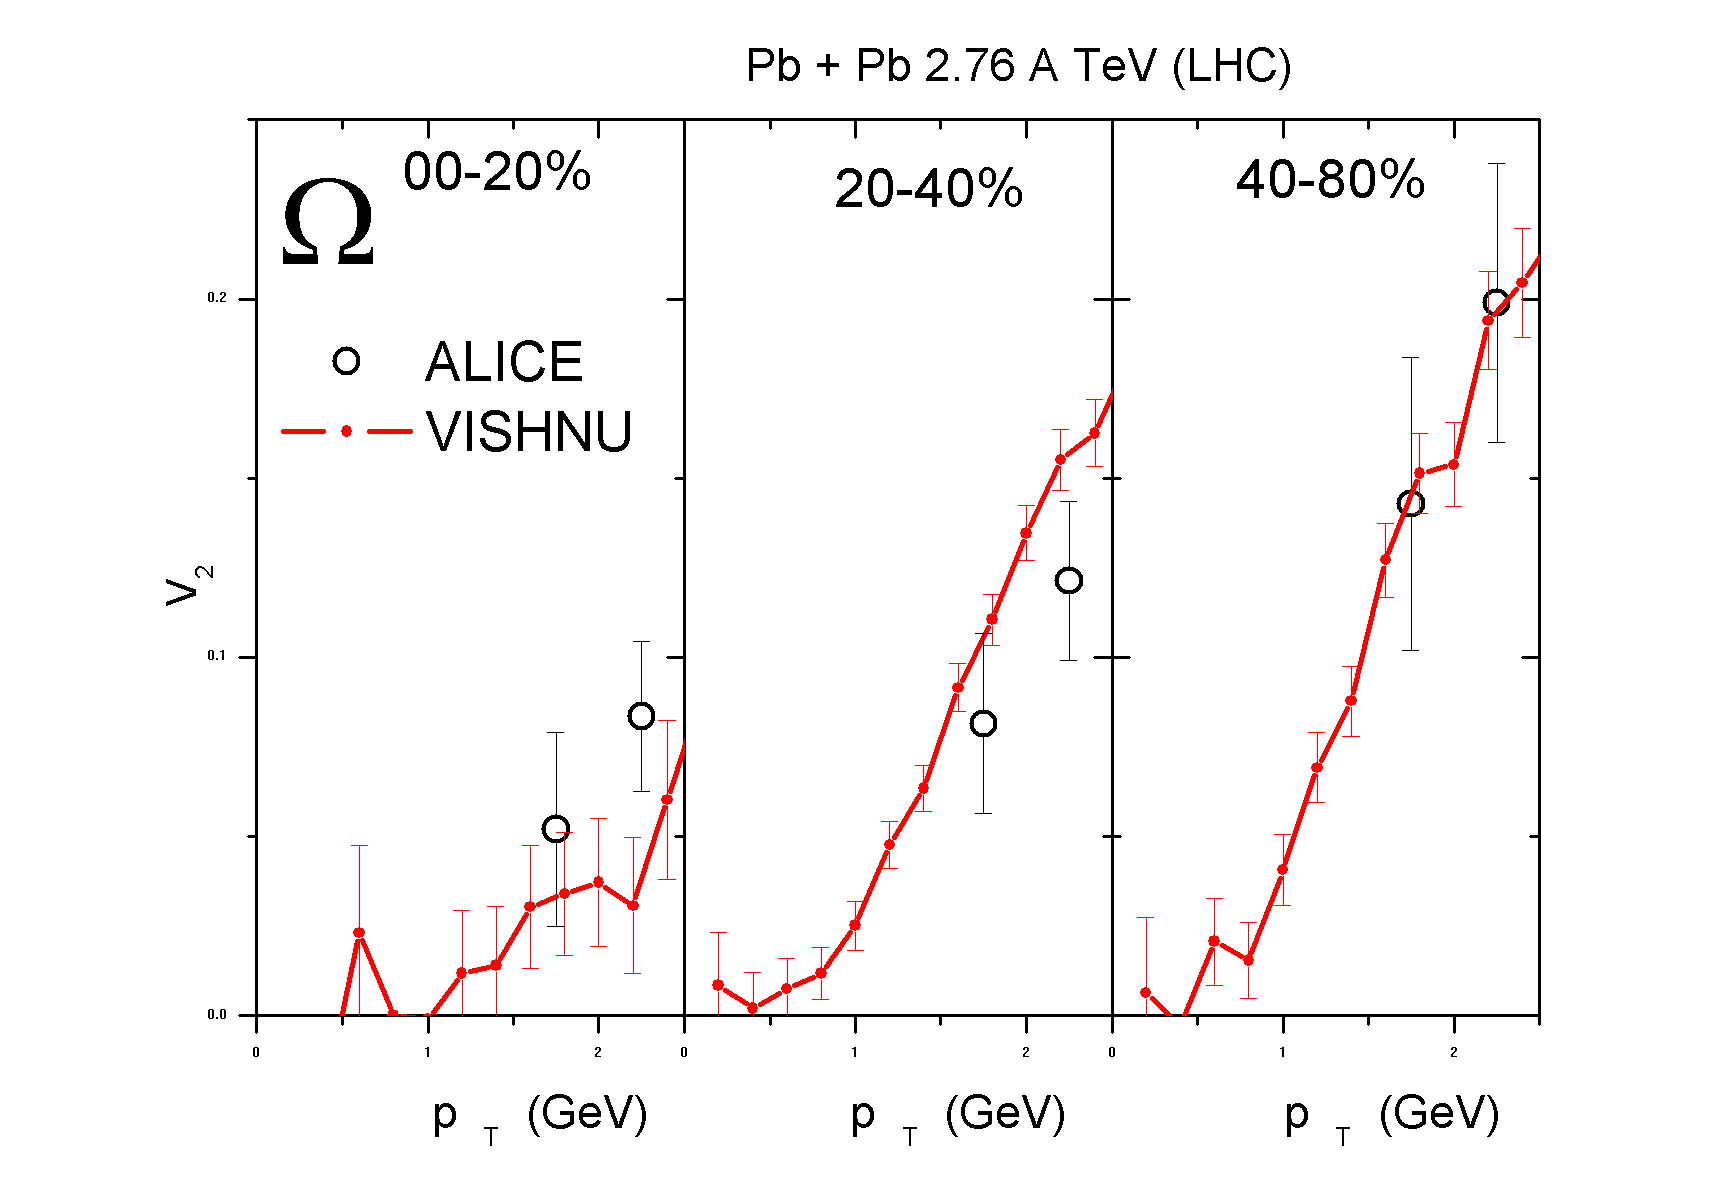 Pb + Pb 2.76 A TeV (LHC)
00-20%
20-40%
40-80%
Ω
0.2
ALICE
VISHNU
v2
0.1
0.0
0 1 2 0 1 2 0 1 2
p T (GeV) p T (GeV) p T (GeV)